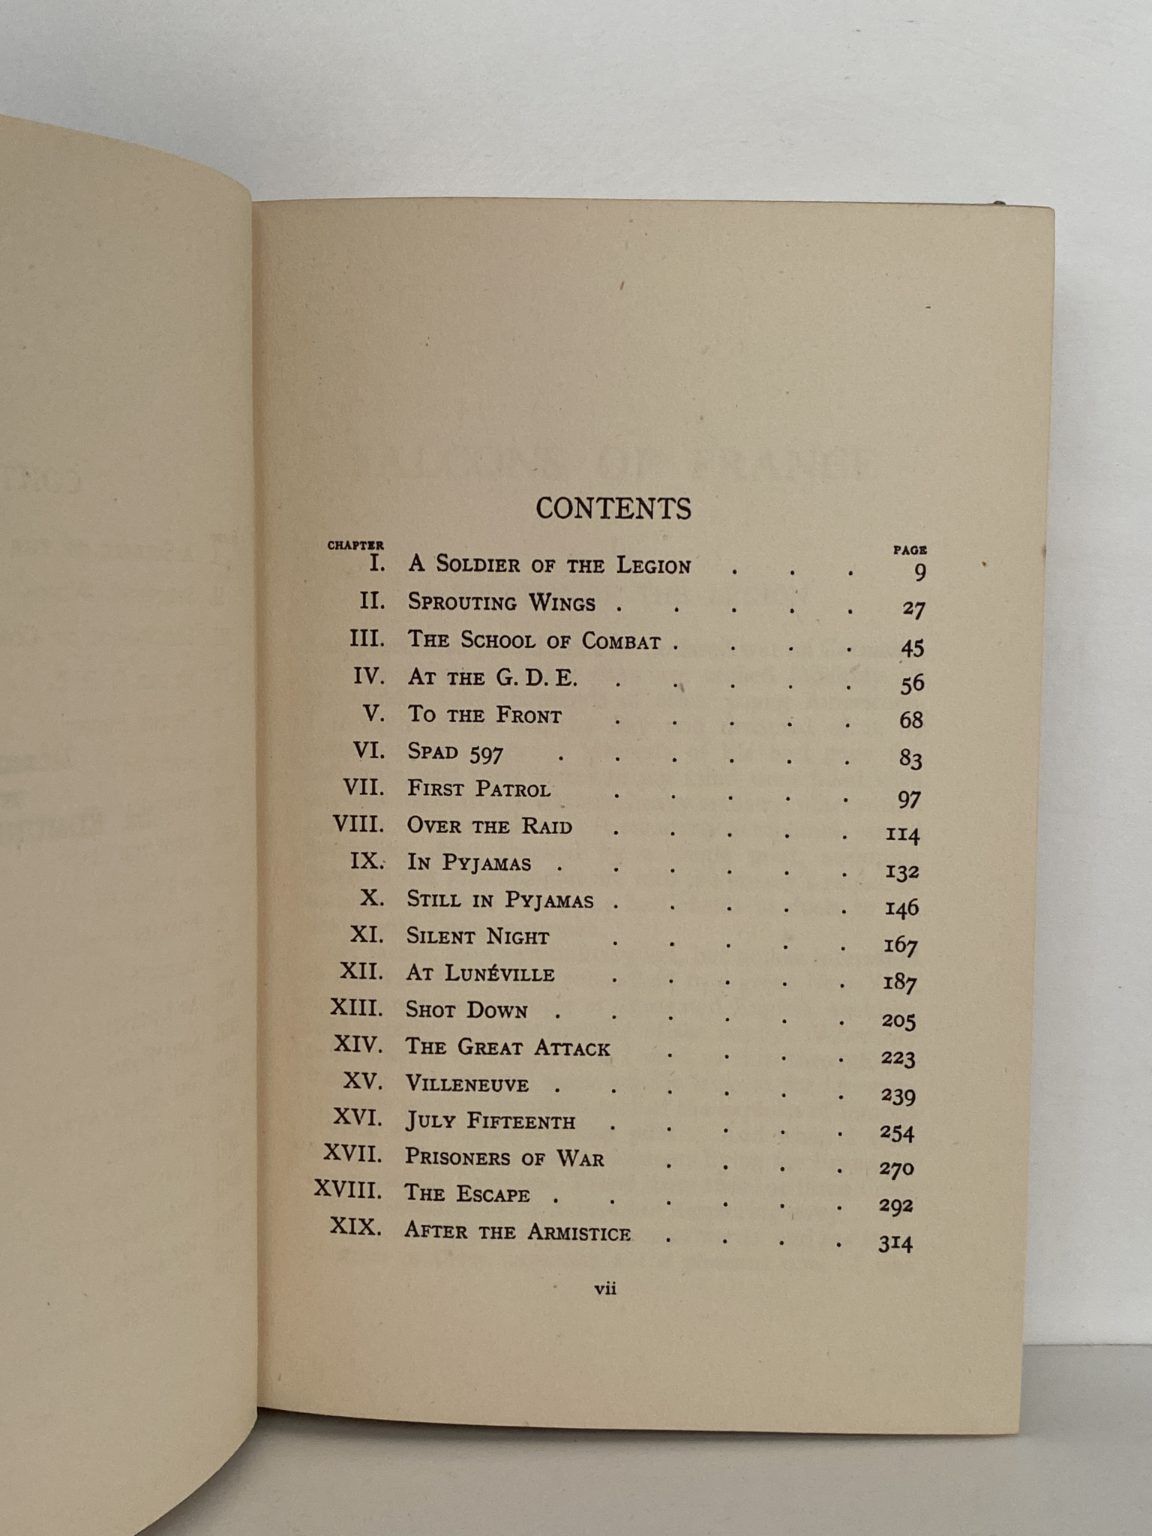 CONTENTS
CHAPTER PAGE
I. A Soldier of the Legion . . . 9
II. Sprouting Wings . . . . . 27
III. The School of Combat . . . . 45
IV. At the G. D. E. . . . . . 56
V. To the Front . . . . . 68
VI. Spad 597 . . . . . . 83
VII. First Patrol . . . . . 97
VIII. Over the Raid . . . . . 114
IX. In Pyjamas . . . . . . 132
X. Still in Pyjamas . . . . . 146
XI. Silent Night . . . . . 167
XII. At Lunéville . . . . . 187
XIII. Shot Down . . . . . . 205
XIV. The Great Attack . . . . 223
XV. Villeneuve . . . . . . 239
XVI. July Fifteenth . . . . . 254
XVII. Prisoners of War . . . . 270
XVIII. The Escape . . . . . . 292
XIX. After the Armistice . . . . 314
vii